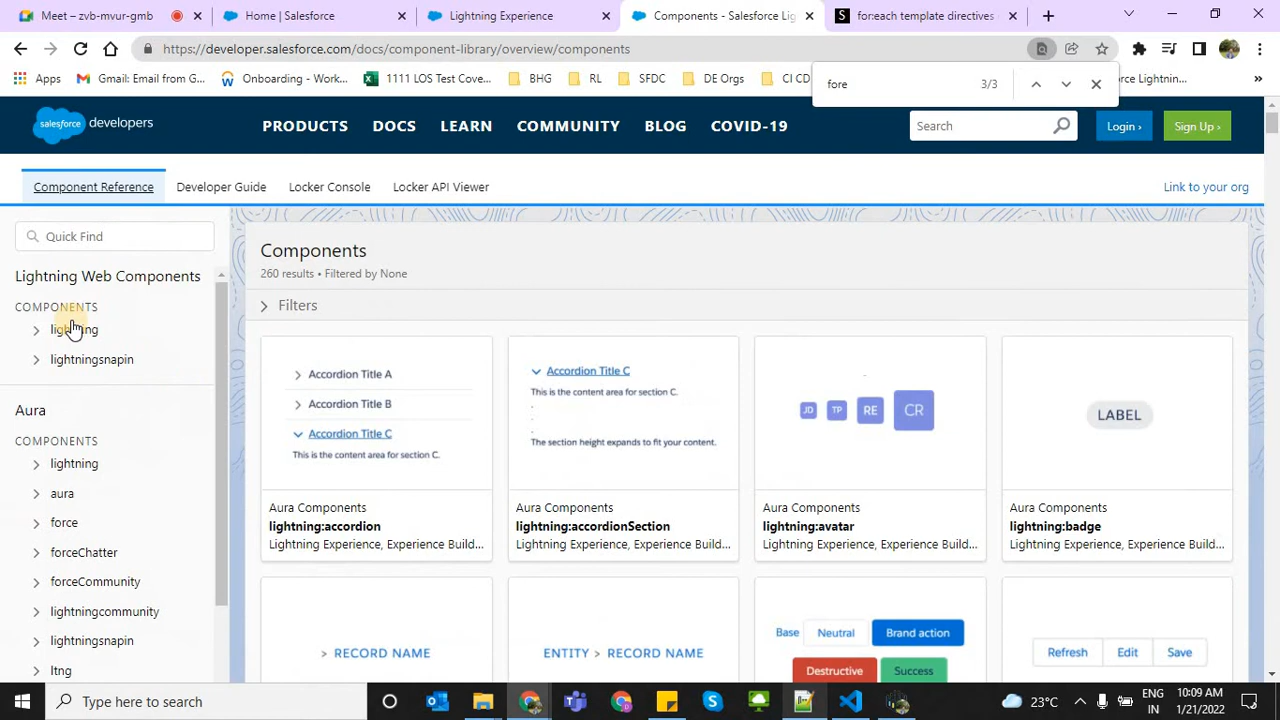 Meet – zvb-mvur-gmb
Home | Salesforce
Lightning Experience
Components - Salesforce Lig
for:each template directives
https://developer.salesforce.com/docs/component-library/overview/components
Apps
Gmail: Email from G...
Onboarding - Work...
1111 LOS Test Cove...
BHG
RL
SFDC
DE Orgs
CI CD
rce Lightnin...
»
fore
3/3
salesforce
developers
PRODUCTS
DOCS
LEARN
COMMUNITY
BLOG
COVID-19
Search
Login ›
Sign Up ›
Component Reference
Developer Guide
Locker Console
Locker API Viewer
Link to your org
Quick Find
Lightning Web Components
COMPONENTS
lightning
lightningsnapin
Aura
COMPONENTS
lightning
aura
force
forceChatter
forceCommunity
lightningcommunity
lightningsnapin
ltng
Components
260 results • Filtered by None
Filters
Accordion Title A
Accordion Title B
Accordion Title C
This is the content area for section C.
Aura Components
lightning:accordion
Lightning Experience, Experience Build...
Accordion Title C
This is the content area for section C.
.
.
.
The section height expands to fit your content.
Aura Components
lightning:accordionSection
Lightning Experience, Experience Build...
JD
TP
RE
CR
Aura Components
lightning:avatar
Lightning Experience, Experience Build...
LABEL
Aura Components
lightning:badge
Lightning Experience, Experience Build...
> RECORD NAME
ENTITY > RECORD NAME
Base
Neutral
Brand action
Destructive
Success
Refresh
Edit
Save
Type here to search
23°C
ENG
IN
10:09 AM
1/21/2022